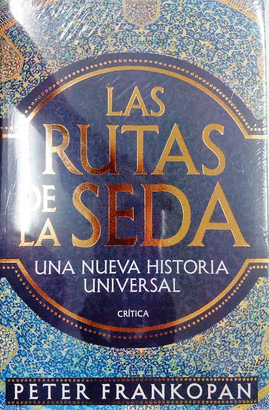 LAS
RUTAS
DE
LA SEDA
UNA NUEVA HISTORIA
UNIVERSAL
CRÍTICA
PETER FRANKOPAN